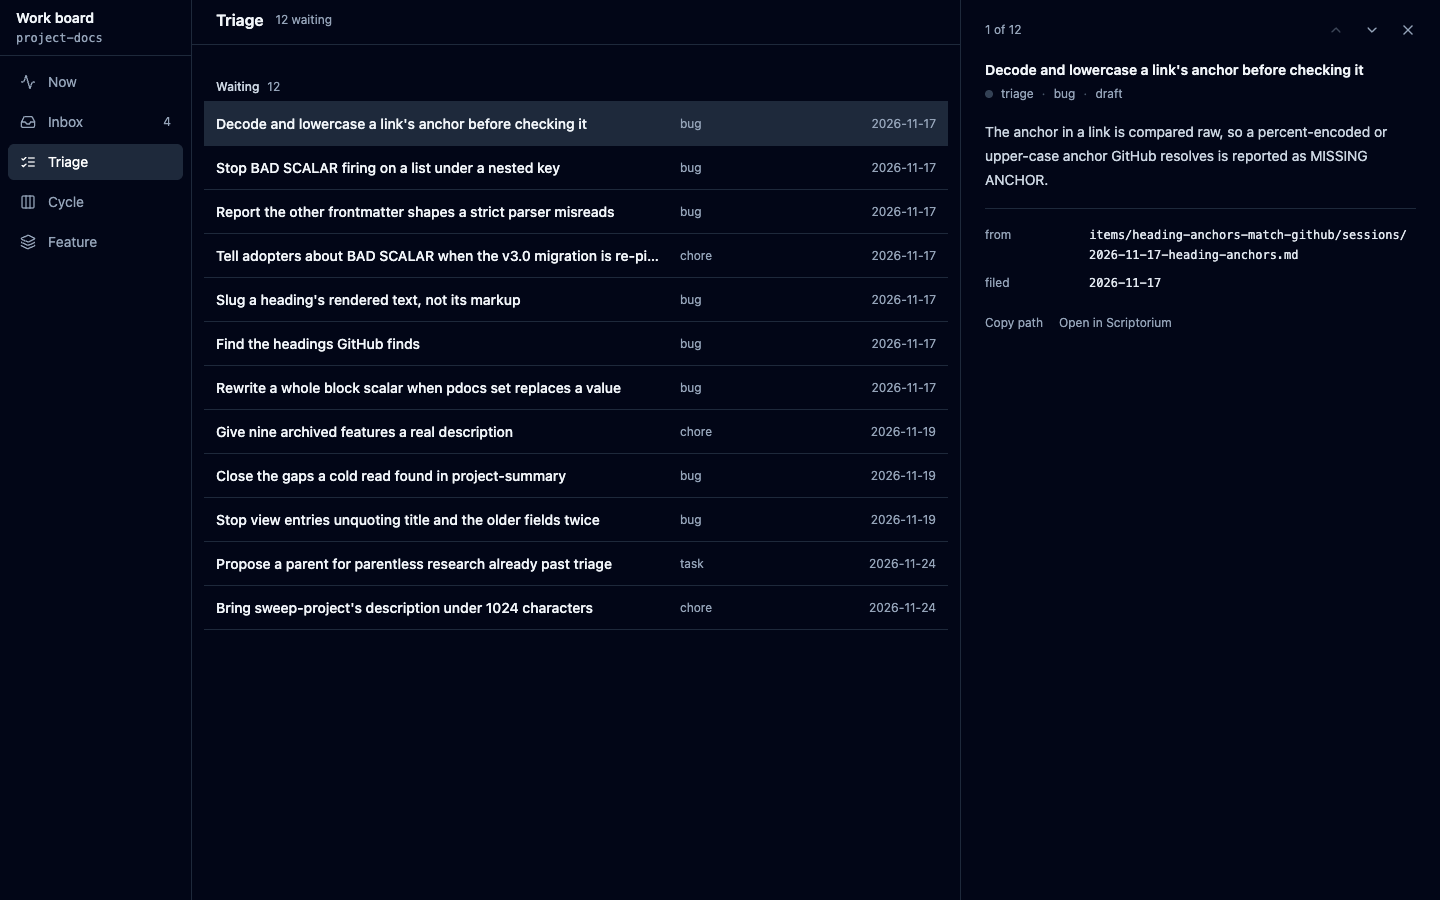 Work board
project-docs
Now
Inbox 4
Triage
Cycle
Feature
Triage 12 waiting
Waiting 12
Decode and lowercase a link's anchor before checking it bug 2026-11-17
Stop BAD SCALAR firing on a list under a nested key bug 2026-11-17
Report the other frontmatter shapes a strict parser misreads bug 2026-11-17
Tell adopters about BAD SCALAR when the v3.0 migration is re-pi... chore 2026-11-17
Slug a heading's rendered text, not its markup bug 2026-11-17
Find the headings GitHub finds bug 2026-11-17
Rewrite a whole block scalar when pdocs set replaces a value bug 2026-11-17
Give nine archived features a real description chore 2026-11-19
Close the gaps a cold read found in project-summary bug 2026-11-19
Stop view entries unquoting title and the older fields twice bug 2026-11-19
Propose a parent for parentless research already past triage task 2026-11-24
Bring sweep-project's description under 1024 characters chore 2026-11-24
1 of 12
Decode and lowercase a link's anchor before checking it
triage · bug · draft
The anchor in a link is compared raw, so a percent-encoded or
upper-case anchor GitHub resolves is reported as MISSING
ANCHOR.
from items/heading-anchors-match-github/sessions/
2026-11-17-heading-anchors.md
filed 2026-11-17
Copy path Open in Scriptorium